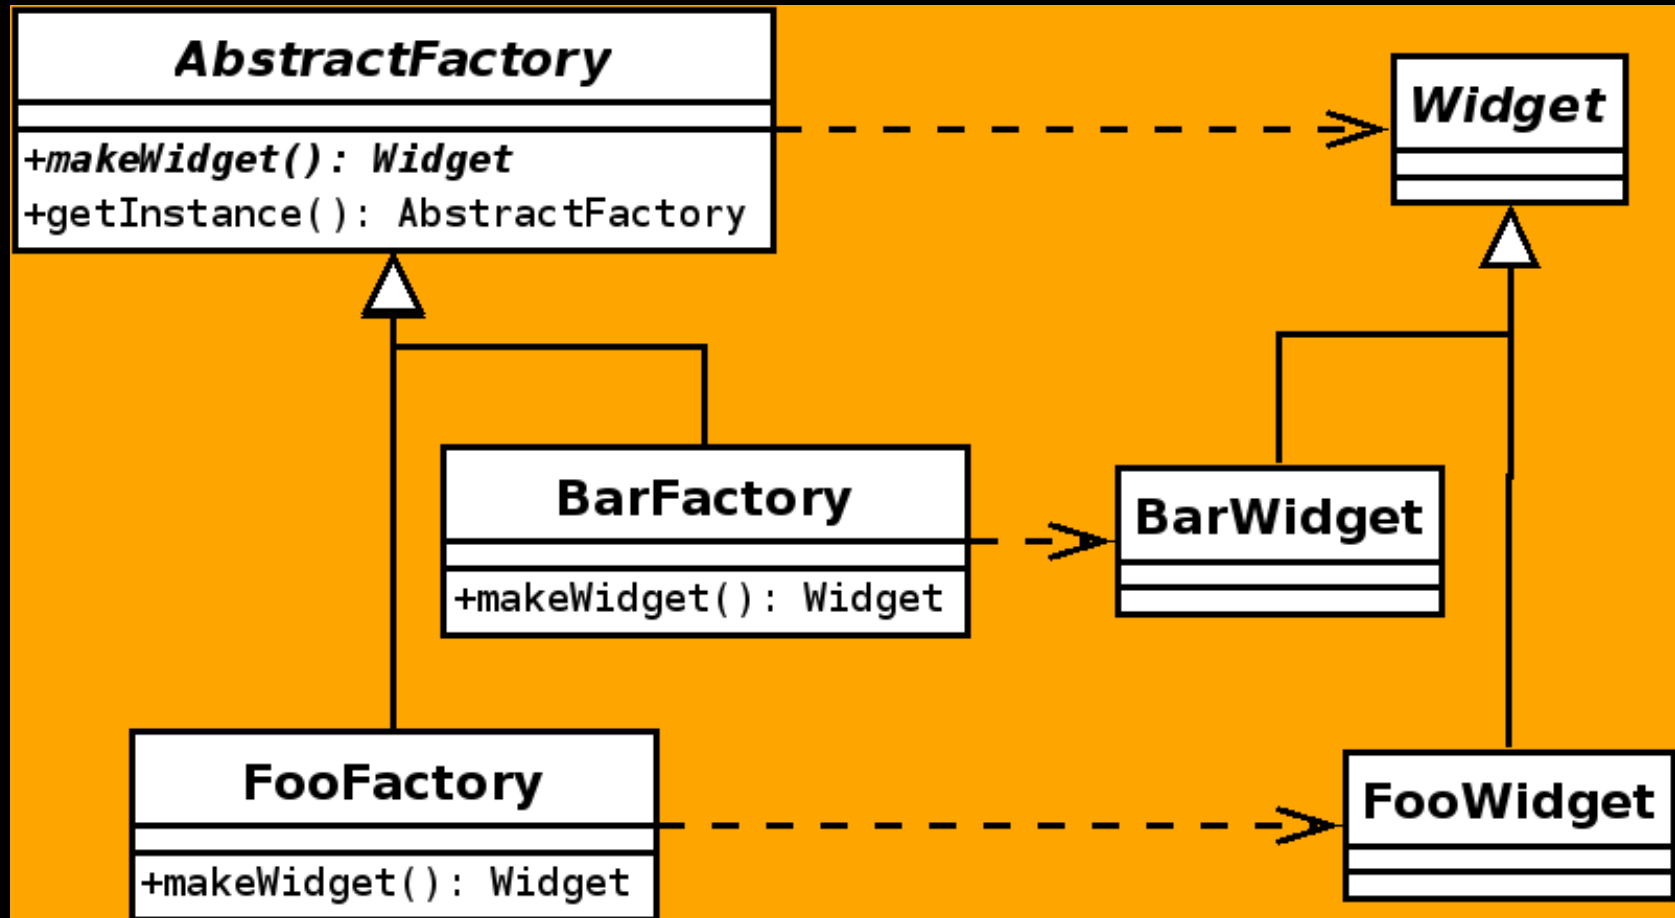 AbstractFactory
+makeWidget(): Widget
+getInstance(): AbstractFactory
Widget
BarFactory
+makeWidget(): Widget
BarWidget
FooFactory
+makeWidget(): Widget
FooWidget